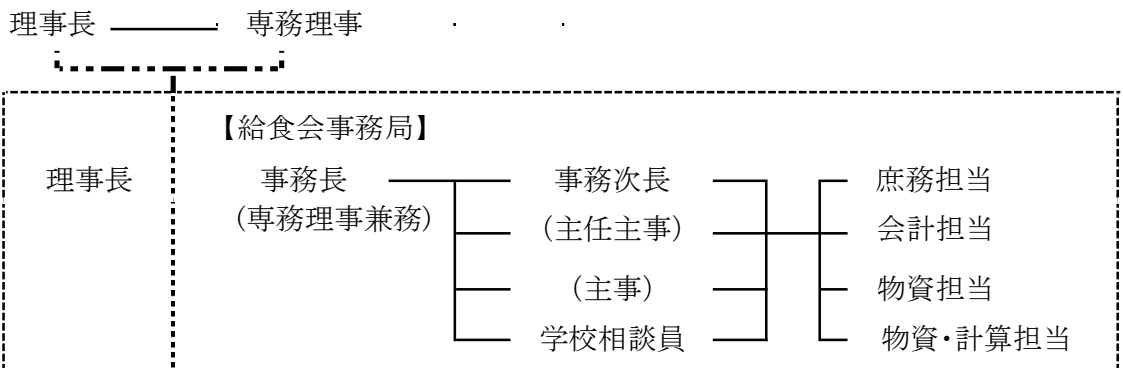 理事長 専務理事
【給食会事務局】
理事長 事務長 事務次長 庶務担当
(専務理事兼務) (主任主事) 会計担当
(主事) 物資担当
学校相談員 物資・計算担当